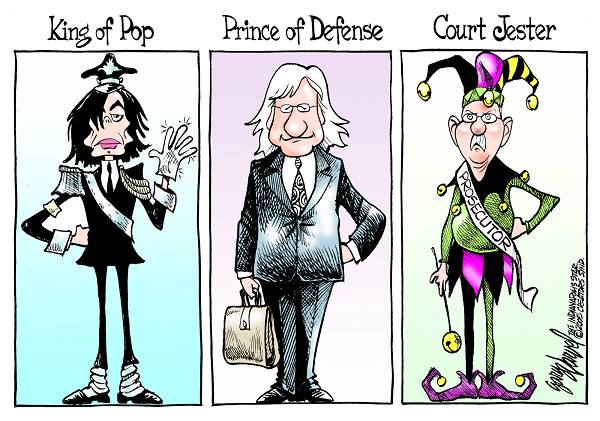 King of Pop
Prince of Defense
Court Jester
PROSECUTOR
THE INDIANAPOLIS STAR
©2005 CREATORS SYND.
Gary Varvel